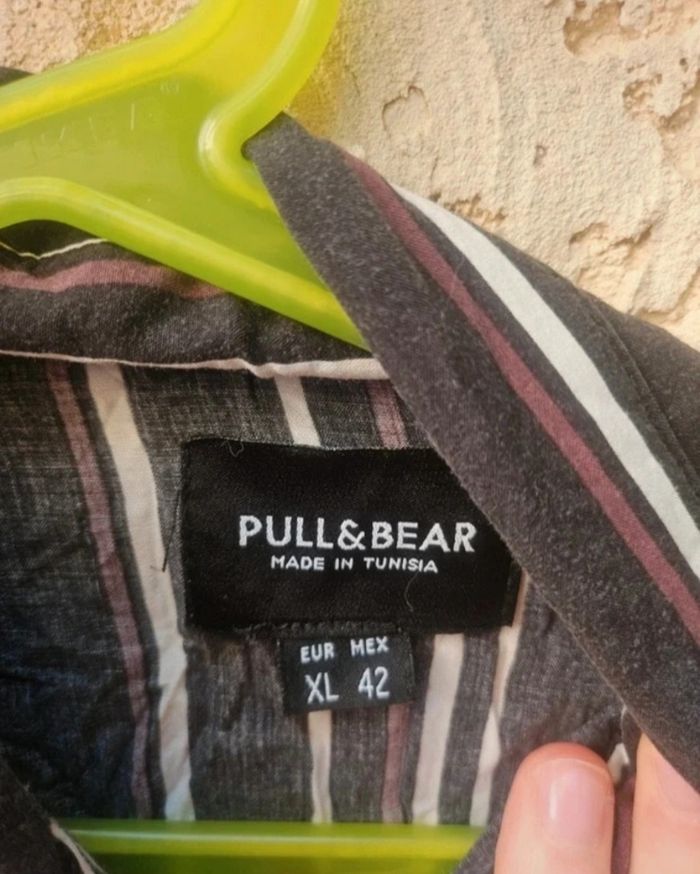 PULL&BEAR
MADE IN TUNISIA
EUR MEX
XL 42